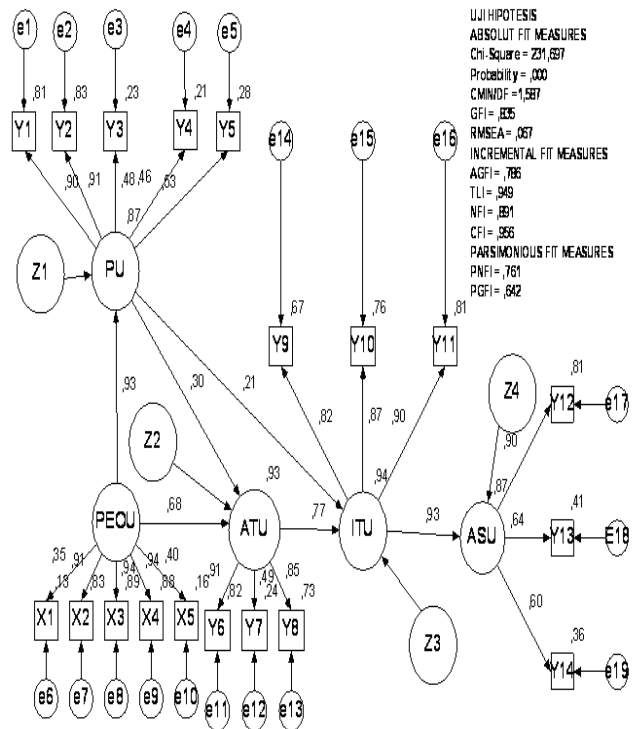 UJI HIPOTESIS
ABSOLUT FIT MEASURES
Chi-Square = 231,697
Probability = ,000
CMIN/DF =1,587
GFI = ,835
RMSEA = ,067
INCREMENTAL FIT MEASURES
AGFI = ,786
TLI = ,949
NFI = ,891
CFI = ,956
PARSIMONIOUS FIT MEASURES
PNFI = ,761
PGFI = ,642
e1 e2 e3 e4 e5
,81 ,83 ,23 ,21 ,28
Y1 Y2 Y3 Y4 Y5
,90 ,91 ,48 ,46 ,53
,87
Z1 PU
e14 e15 e16
,67 ,76 ,81
Y9 Y10 Y11
,82 ,87 ,90
,93 ,30 ,21
Z2 Z4
,81
Y12 e17
,90
PEOU ,68 ,93 ATU ,77 ,94 ITU ,93 ,87 ASU
,64 ,41 Y13 E18
,60 ,36 Y14 e19
Z3
,35 ,91 ,94 ,94 ,40
,13 ,83 ,89 ,88 ,16
X1 X2 X3 X4 X5
e6 e7 e8 e9 e10
,91 ,49 ,85
,82 ,24 ,73
Y6 Y7 Y8
e11 e12 e13